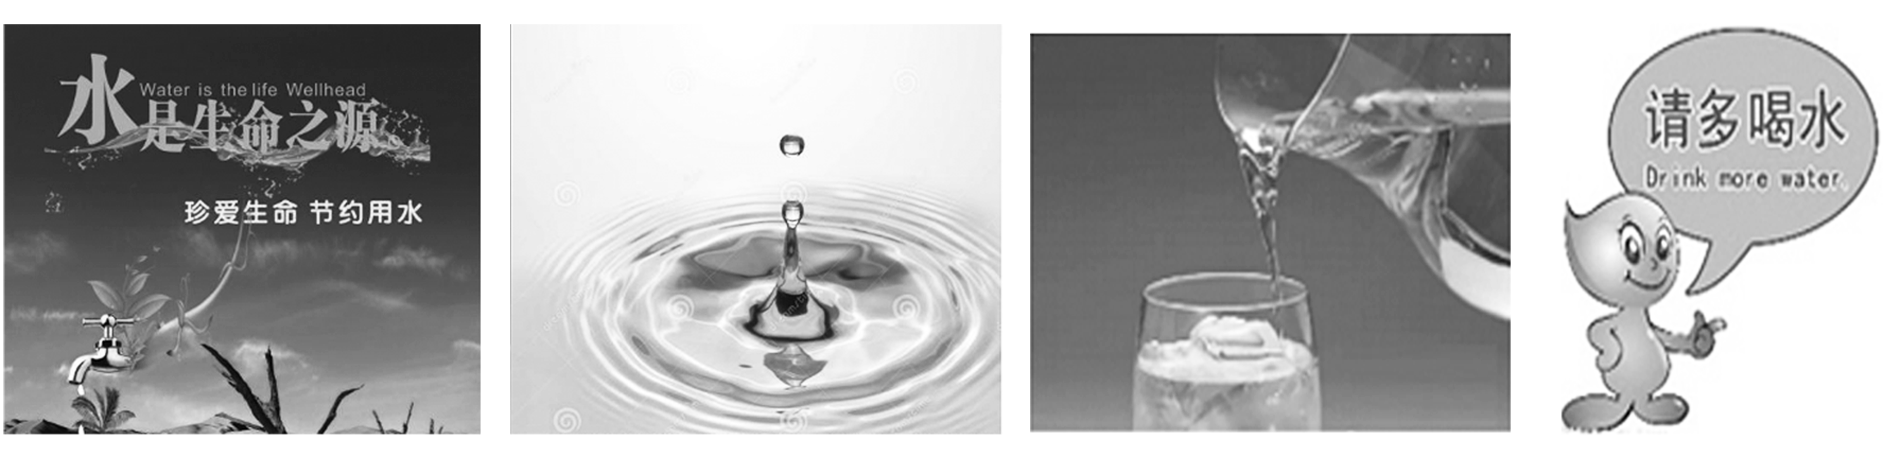 水是生命之源。
Water is the life Wellhead
珍爱生命 节约用水
请多喝水
Drink more water.